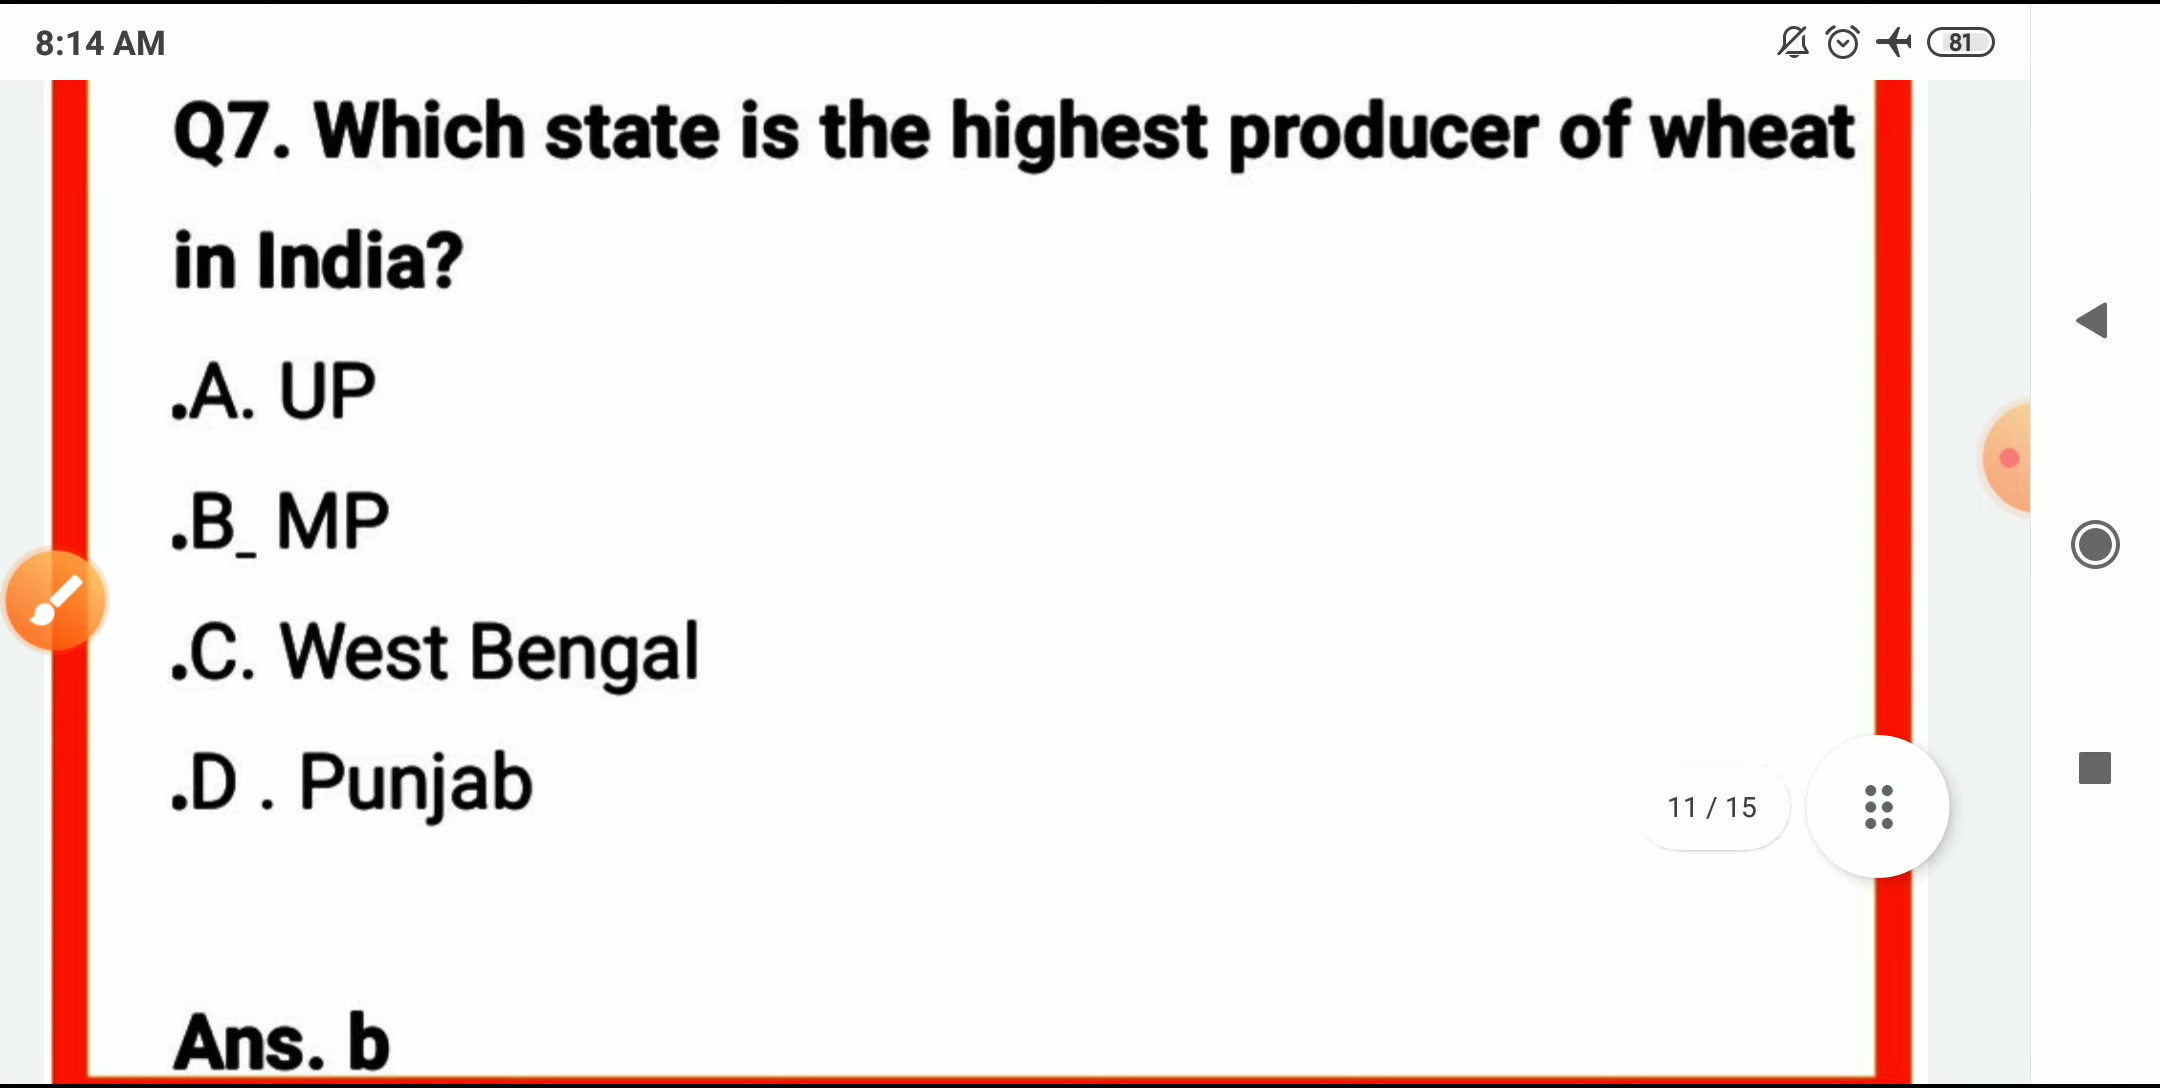 8:14 AM
81
Q7. Which state is the highest producer of wheat
in India?
.A. UP
.B_ MP
.C. West Bengal
.D . Punjab
11 / 15
Ans. b